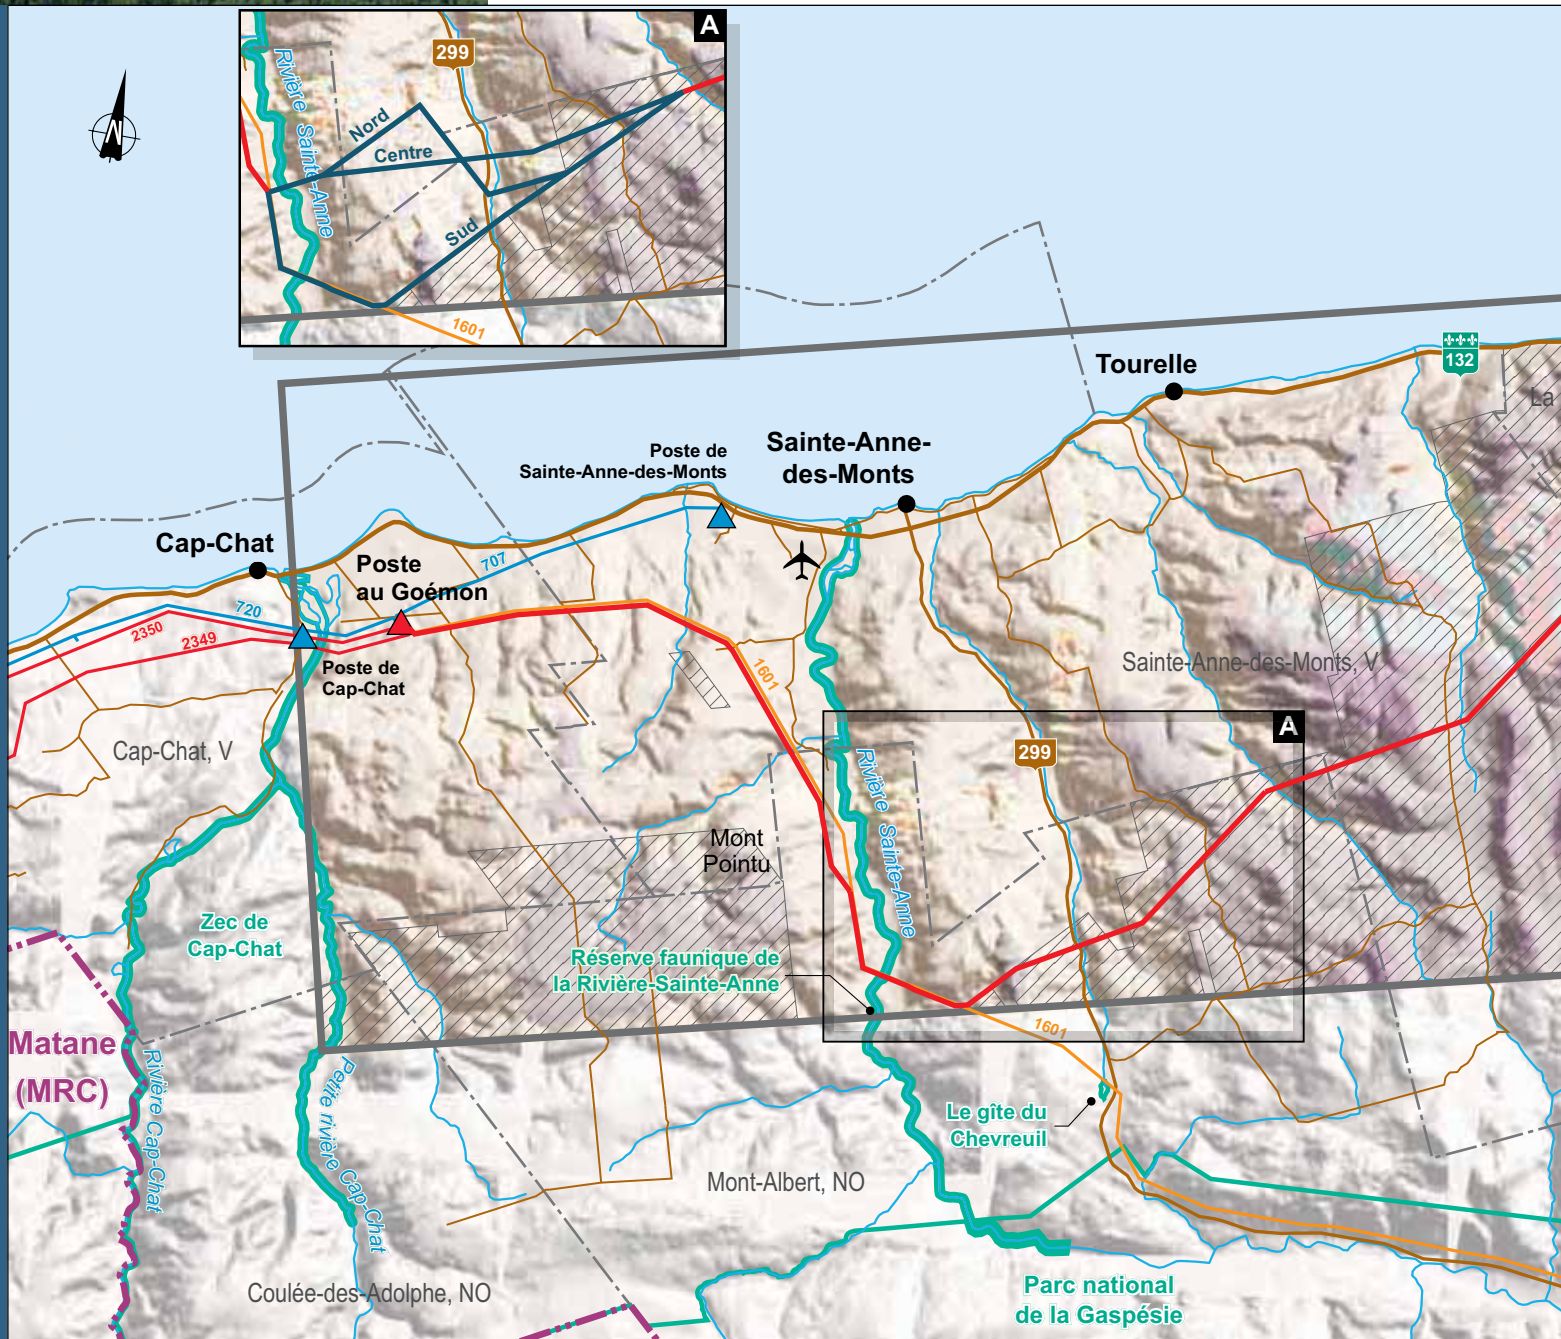 A
299
Rivière Sainte-Anne
Nord
Centre
Sud
1601
N
Tourelle
132
La
Poste de
Sainte-Anne-des-Monts
Sainte-Anne-
des-Monts
Cap-Chat
Poste
au Goémon
707
720
2350
2349
Poste de
Cap-Chat
1601
Sainte-Anne-des-Monts, V
Cap-Chat, V
A
299
Rivière Sainte-Anne
Mont
Pointu
Zec de
Cap-Chat
Réserve faunique de
la Rivière-Sainte-Anne
1601
Matane
(MRC)
Rivière Cap-Chat
Petite rivière Cap-Chat
Le gîte du
Chevreuil
Mont-Albert, NO
Coulée-des-Adolphe, NO
Parc national
de la Gaspésie